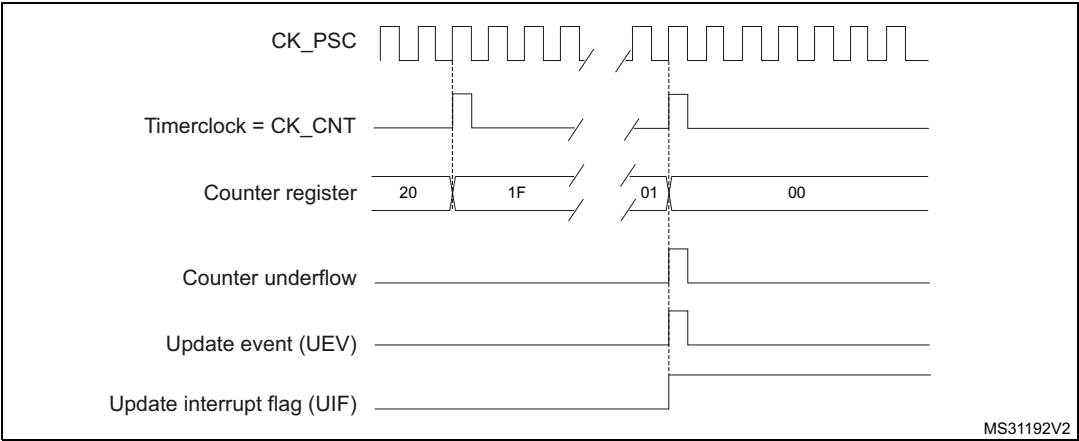 CK_PSC
Timerclock = CK_CNT
Counter register 20 1F 01 00
Counter underflow
Update event (UEV)
Update interrupt flag (UIF)
MS31192V2